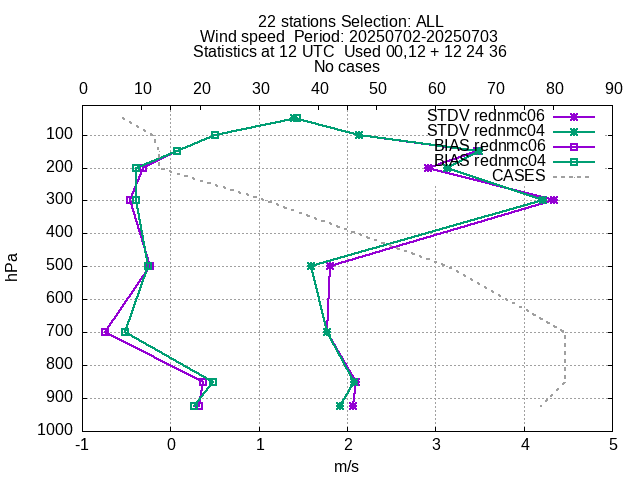 22 stations Selection: ALL
Wind speed  Period: 20250702-20250703
Statistics at 12 UTC  Used 00,12 + 12 24 36
No cases
0 10 20 30 40 50 60 70 80 90
STDV rednmc06
STDV rednmc04
BIAS rednmc06
BIAS rednmc04
CASES
100
200
300
400
500
600
700
800
900
1000
hPa
-1 0 1 2 3 4 5
m/s